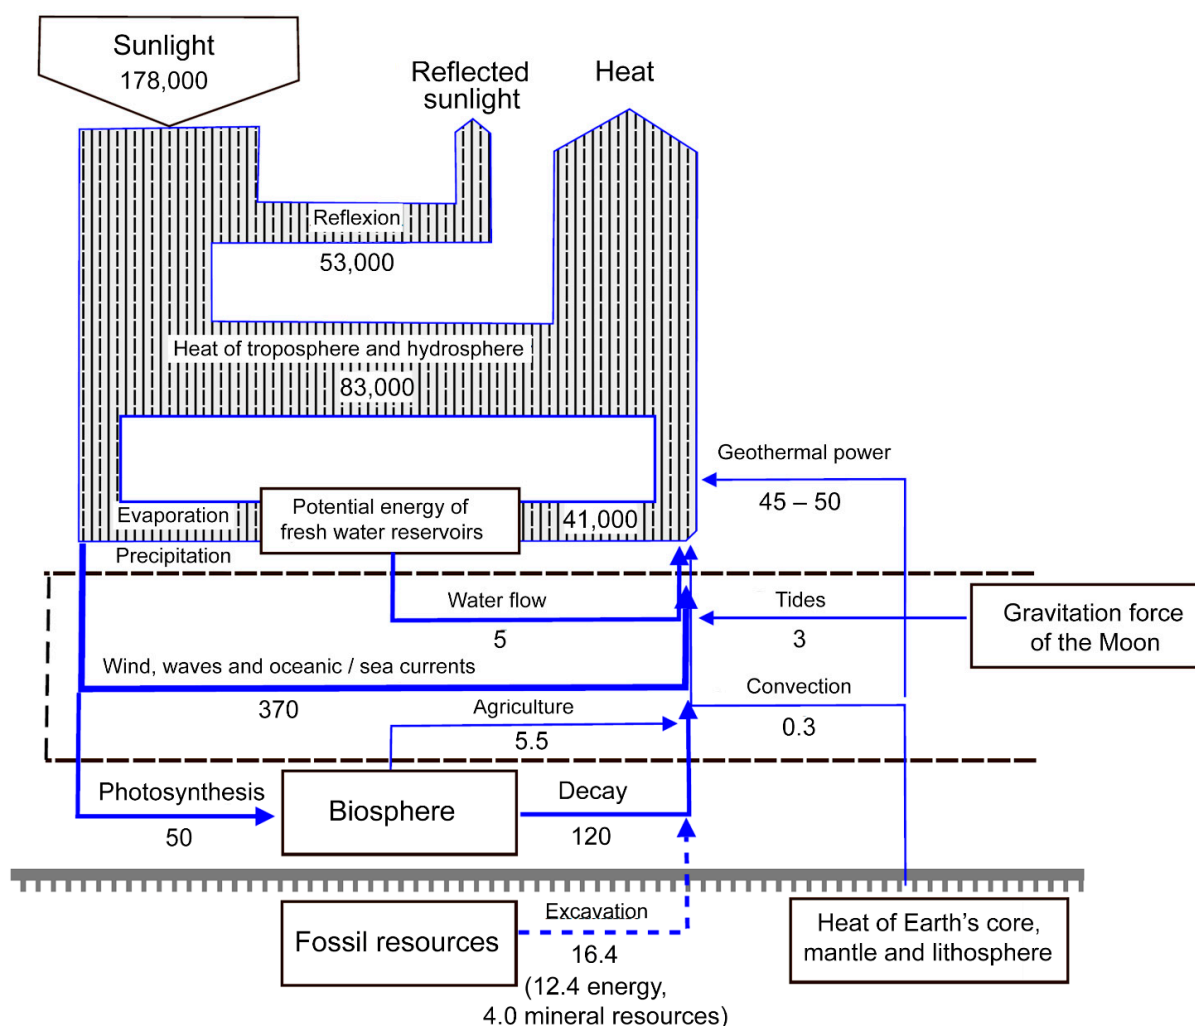 Sunlight
178,000
Reflected
sunlight
Heat
Reflexion
53,000
Heat of troposphere and hydrosphere
83,000
Geothermal power
45 – 50
Evaporation
Potential energy of
fresh water reservoirs
41,000
Precipitation
Water flow
5
Tides
3
Gravitation force
of the Moon
Wind, waves and oceanic / sea currents
370
Convection
0.3
Agriculture
5.5
Photosynthesis
50
Biosphere
Decay
120
Fossil resources
Excavation
16.4
(12.4 energy,
4.0 mineral resources)
Heat of Earth’s core,
mantle and lithosphere